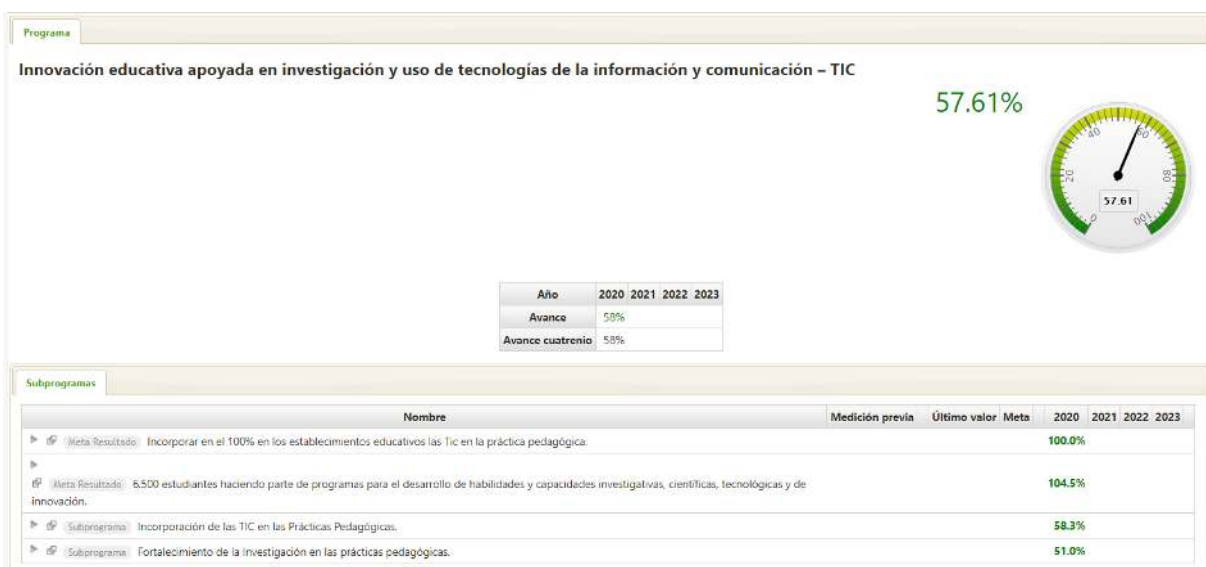 Programa
Innovación educativa apoyada en investigación y uso de tecnologías de la información y comunicación – TIC
57.61%
0 20 40 60 80 100
57.61
Año 2020 2021 2022 2023
Avance 58%
Avance cuatrenio 58%
Subprogramas
Nombre Medición previa Último valor Meta 2020 2021 2022 2023
Meta Resultado Incorporar en el 100% en los establecimientos educativos las Tic en la práctica pedagógica. 100.0%
Meta Resultado 6.500 estudiantes haciendo parte de programas para el desarrollo de habilidades y capacidades investigativas, científicas, tecnológicas y de 104.5%
innovación.
Subprograma Incorporación de las TIC en las Prácticas Pedagógicas. 58.3%
Subprograma Fortalecimiento de la Investigación en las prácticas pedagógicas. 51.0%